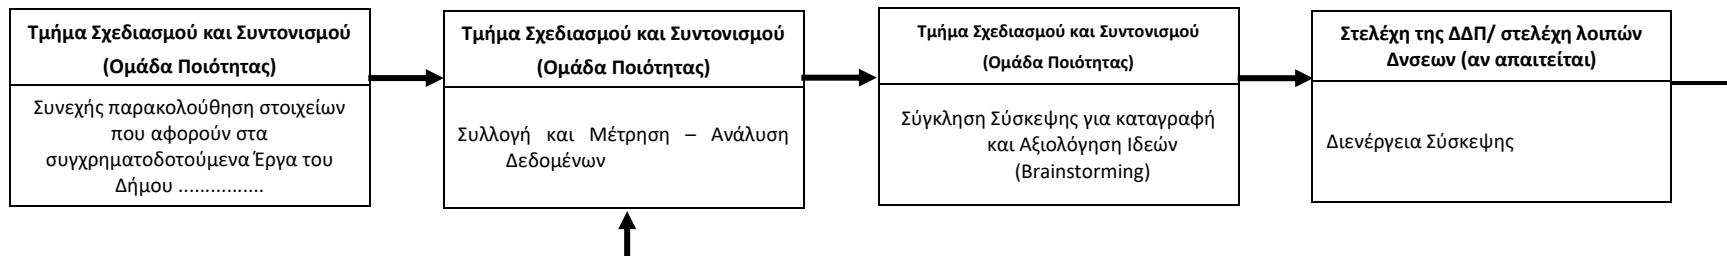 Τμήμα Σχεδιασμού και Συντονισμού
(Ομάδα Ποιότητας)
Συνεχής παρακολούθηση στοιχείων
που αφορούν στα
συγχρηματοδοτούμενα Έργα του
Δήμου ................
Τμήμα Σχεδιασμού και Συντονισμού
(Ομάδα Ποιότητας)
Συλλογή και Μέτρηση – Ανάλυση
Δεδομένων
Τμήμα Σχεδιασμού και Συντονισμού
(Ομάδα Ποιότητας)
Σύγκληση Σύσκεψης για καταγραφή
και Αξιολόγηση Ιδεών
(Brainstorming)
Στελέχη της ΔΔΠ/ στελέχη λοιπών
Δνσεων (αν απαιτείται)
Διενέργεια Σύσκεψης